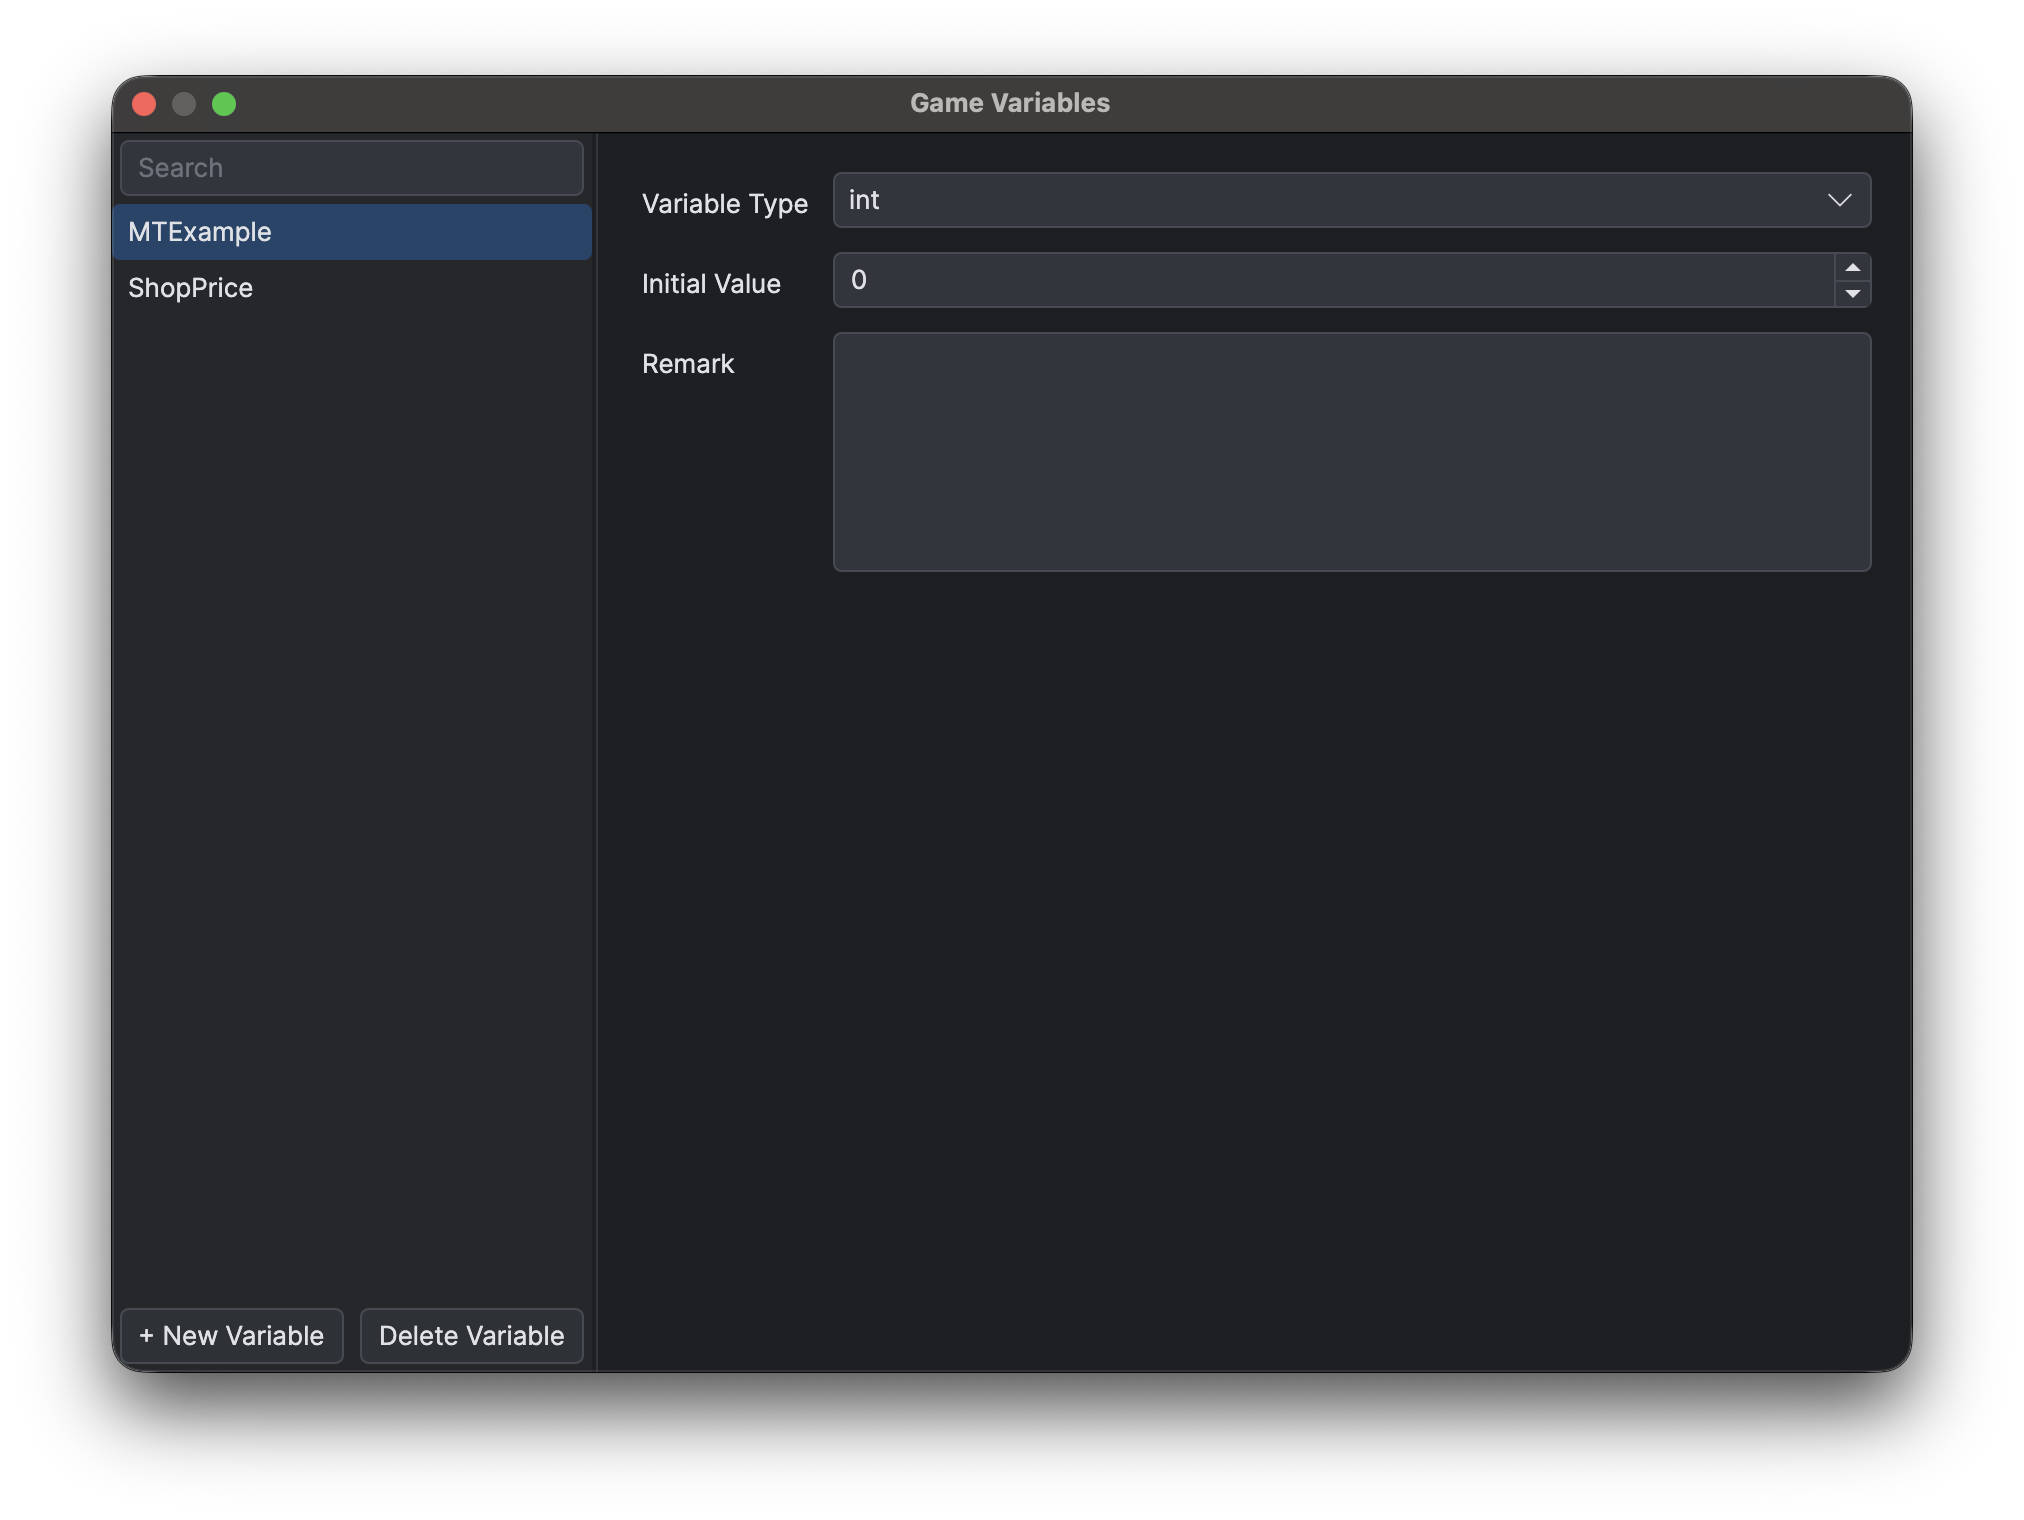 Game Variables
Search
MTExample
ShopPrice
Variable Type
int
Initial Value
0
Remark
+ New Variable
Delete Variable